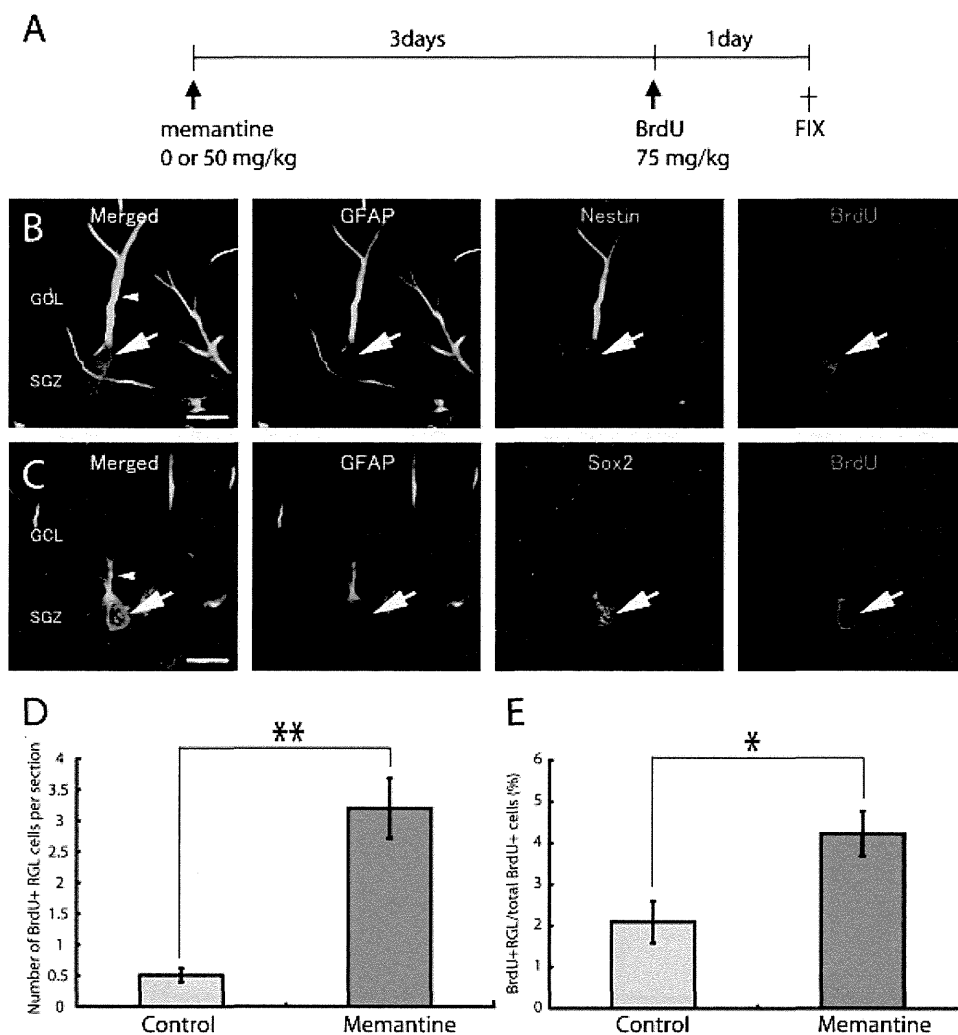 A
3days
1day
memantine
0 or 50 mg/kg
BrdU
75 mg/kg
FIX
B
Merged
GFAP
Nestin
BrdU
GCL
SGZ
C
Merged
GFAP
Sox2
BrdU
GCL
SGZ
D
**
Number of BrdU+ RGL cells per section
4
3.5
3
2.5
2
1.5
1
0.5
0
Control
Memantine
E
*
BrdU+RGL/total BrdU+ cells (%)
6
5
4
3
2
1
0
Control
Memantine